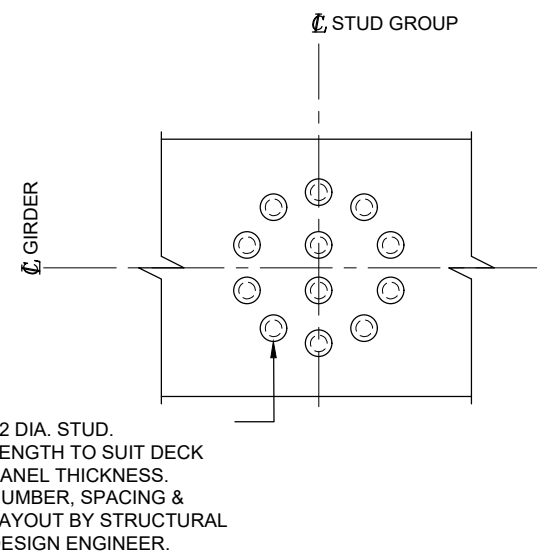 ℄ STUD GROUP
℄ GIRDER
2 DIA. STUD.
ENGTH TO SUIT DECK
ANEL THICKNESS.
UMBER, SPACING &
AYOUT BY STRUCTURAL
ESIGN ENGINEER.